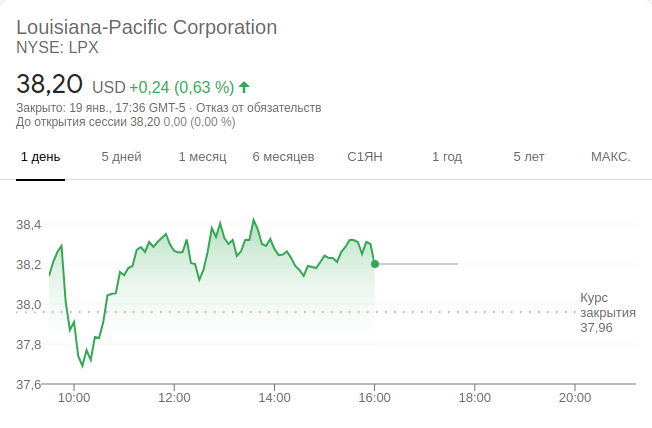 Louisiana-Pacific Corporation
NYSE: LPX
38,20 USD +0,24 (0,63 %)
Закрыто: 19 янв., 17:36 GMT-5 · Отказ от обязательств
До открытия сессии 38,20 0,00 (0,00 %)
1 день 5 дней 1 месяц 6 месяцев С1ЯН 1 год 5 лет МАКС.
38,4
38,2
38,0
37,8
37,6
Курс
закрытия
37,96
10:00 12:00 14:00 16:00 18:00 20:00